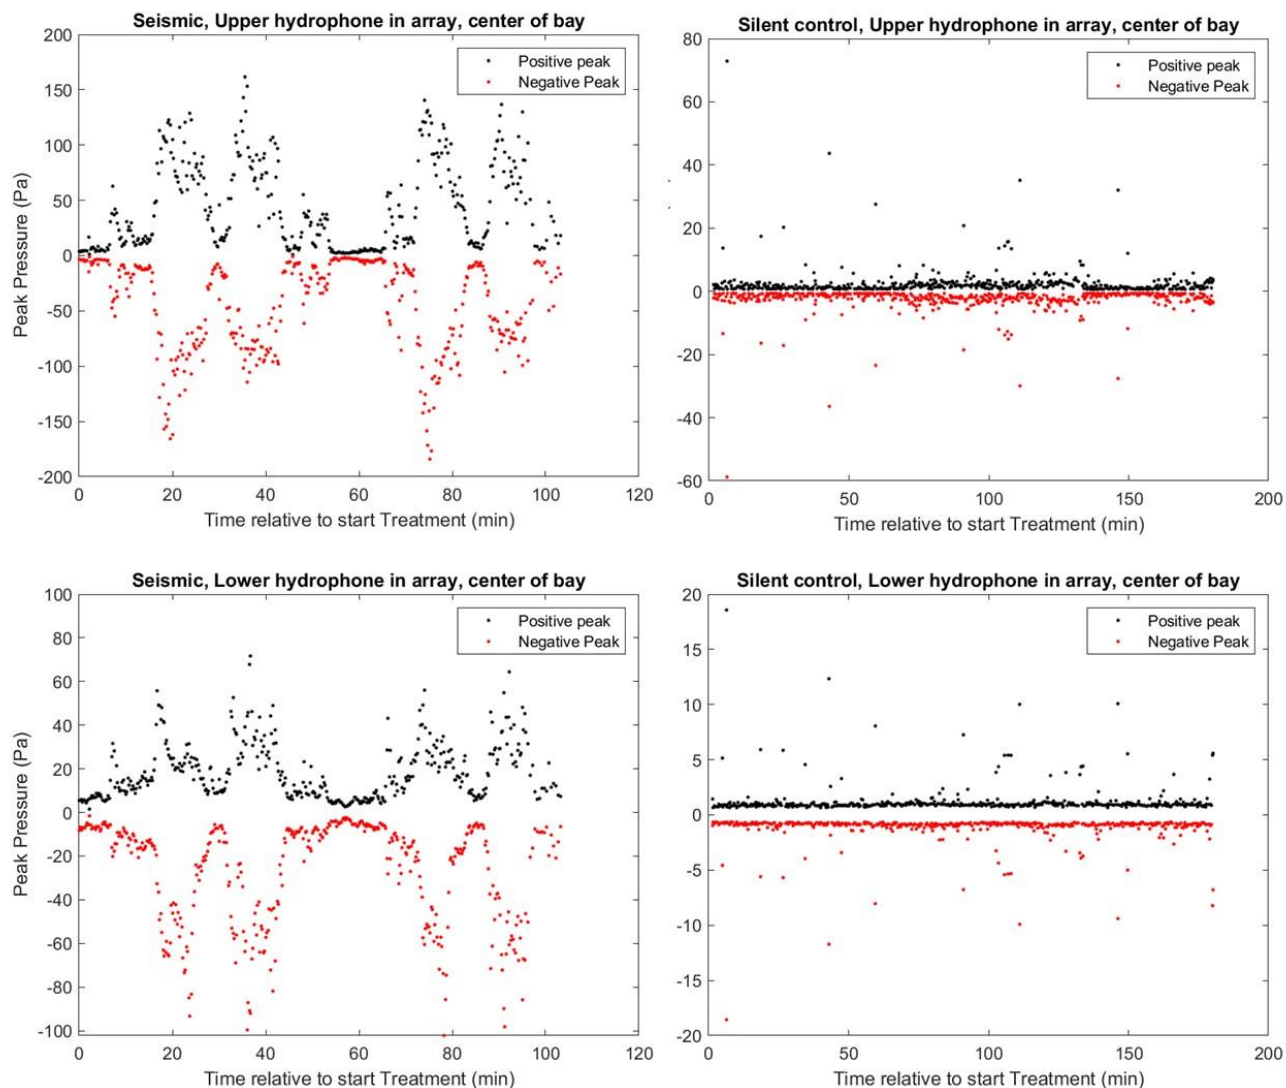 Seismic, Upper hydrophone in array, center of bay
Positive peak
Negative Peak
200
150
100
50
0
-50
-100
-150
-200
Peak Pressure (Pa)
0 20 40 60 80 100 120
Time relative to start Treatment (min)
Silent control, Upper hydrophone in array, center of bay
Positive peak
Negative Peak
80
60
40
20
0
-20
-40
-60
0 50 100 150 200
Time relative to start Treatment (min)
Seismic, Lower hydrophone in array, center of bay
Positive peak
Negative Peak
100
80
60
40
20
0
-20
-40
-60
-80
-100
Peak Pressure (Pa)
0 20 40 60 80 100 120
Time relative to start Treatment (min)
Silent control, Lower hydrophone in array, center of bay
Positive peak
Negative Peak
20
15
10
5
0
-5
-10
-15
-20
0 50 100 150 200
Time relative to start Treatment (min)